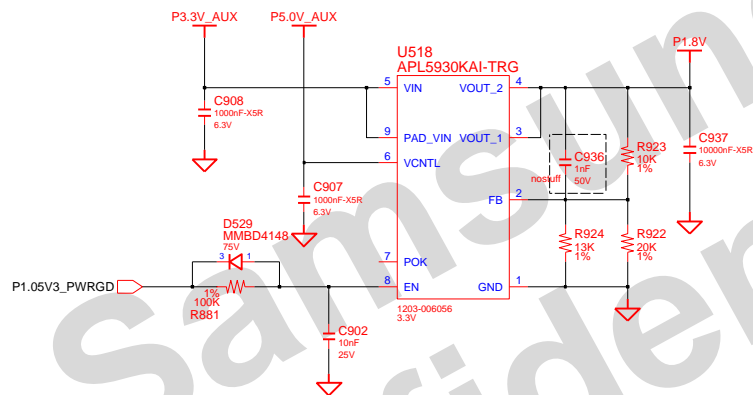 P3.3V_AUX
P5.0V_AUX
P1.8V
U518
APL5930KAI-TRG
5
VIN
VOUT_2
4
C908
1000nF-X5R
6.3V
9
PAD_VIN
VOUT_1
3
6
VCNTL
C936
1nF
50V
nostuff
R923
10K
1%
C937
10000nF-X5R
6.3V
C907
1000nF-X5R
6.3V
FB
2
D529
MMBD4148
75V
3
1
R924
13K
1%
R922
20K
1%
7
POK
P1.05V3_PWRGD
8
EN
GND
1
1%
100K
R881
1203-006056
3.3V
C902
10nF
25V
Samsun
fiden